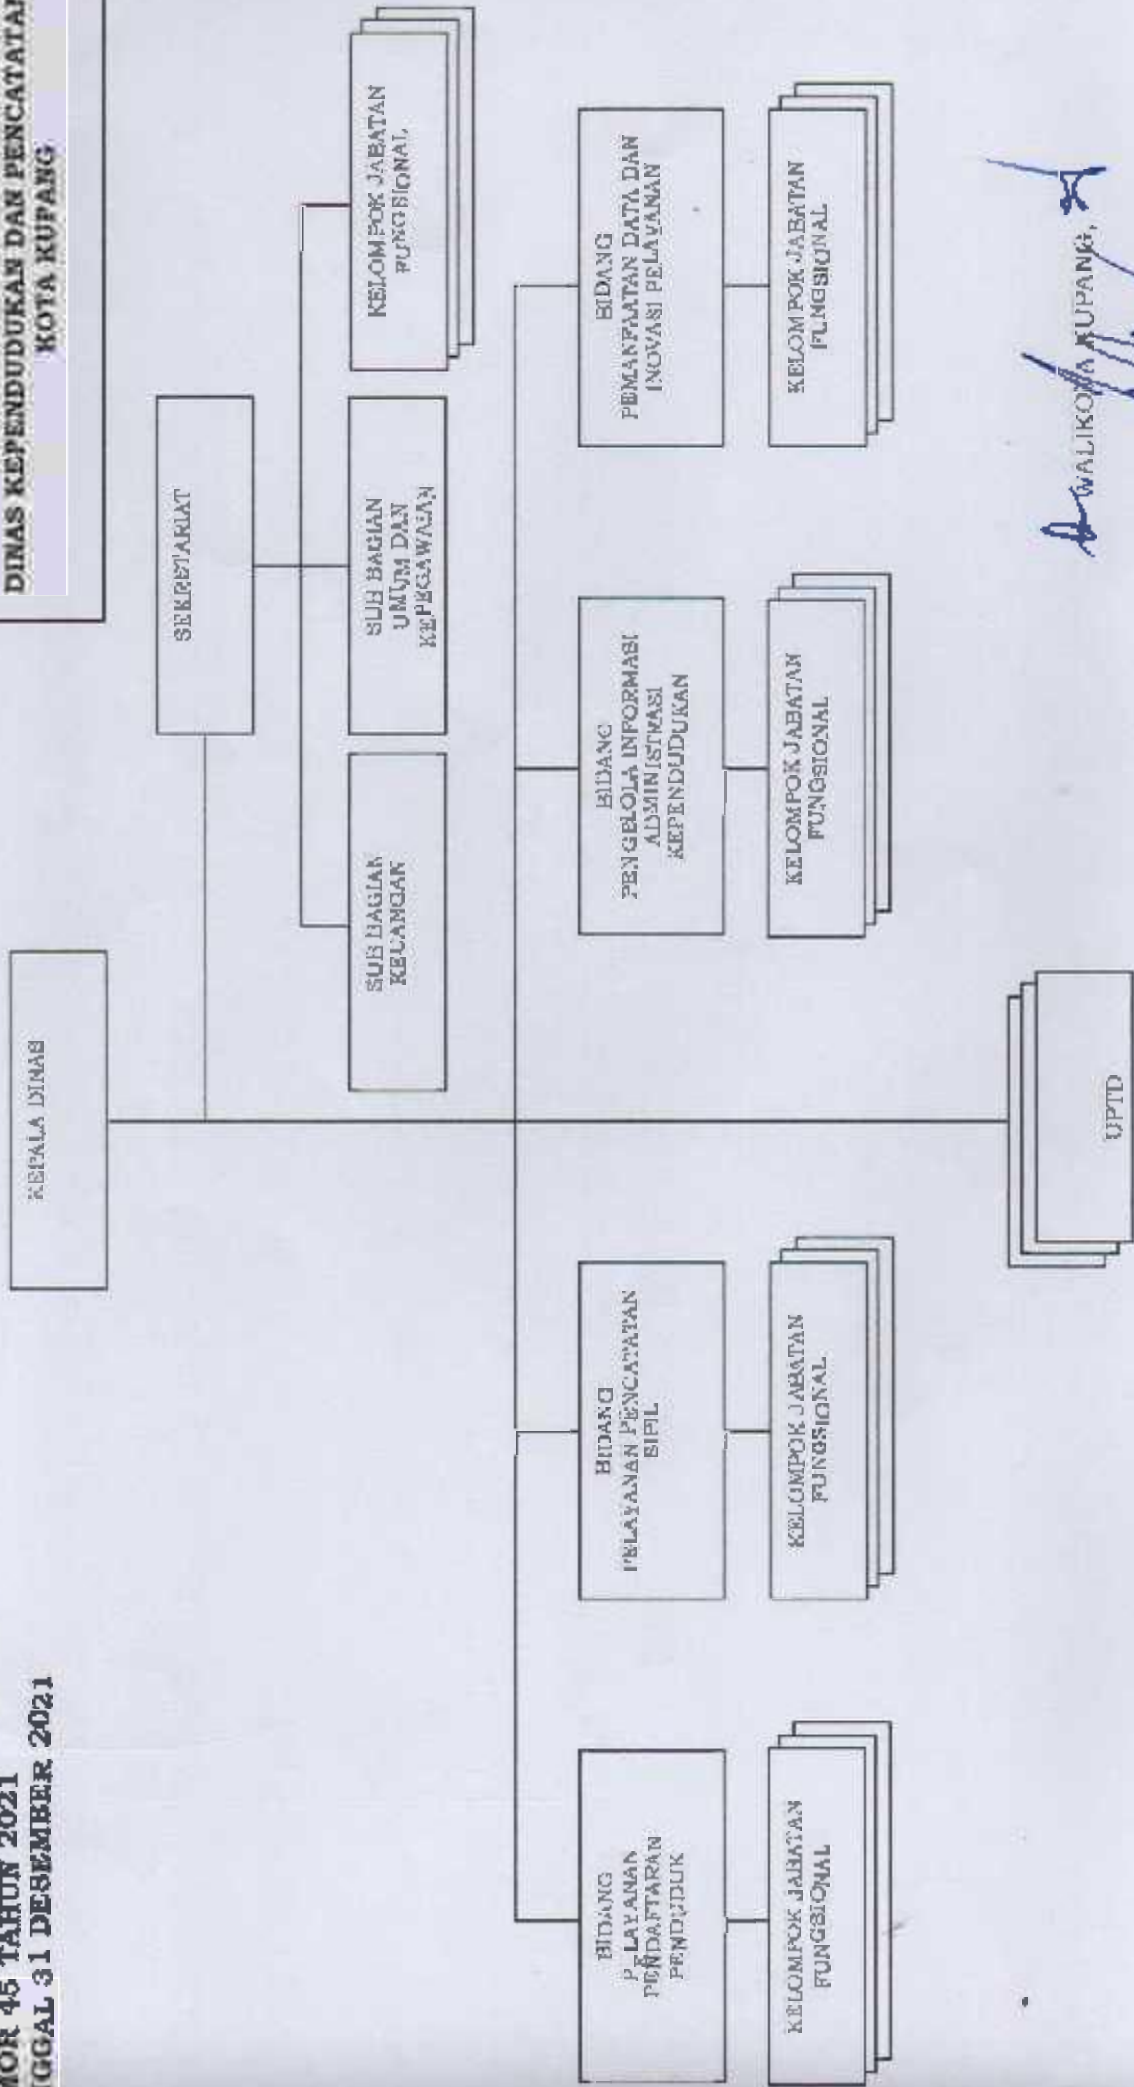 MOR 45 TAHUN 2021
NGGAL 31 DESEMBER 2021
DINAS KEPENDUDUKAN DAN PENCATATAN
KOTA KUPANG
KEPALA DINAS
SEKRETARIAT
SUB BAGIAN
KEUANGAN
SUB BAGIAN
UMUM DAN
KEPEGAWAIAN
KELOMPOK JABATAN
FUNGSIONAL
BIDANG
PELAYANAN
PENDAFTARAN
PENDUDUK
BIDANG
PELAYANAN PENCATATAN
SIPIL
BIDANG
PENGELOLA INFORMASI
ADMINISTRASI
KEPENDUDUKAN
BIDANG
PEMANFAATAN DATA DAN
INOVASI PELAYANAN
KELOMPOK JABATAN
FUNGSIONAL
KELOMPOK JABATAN
FUNGSIONAL
KELOMPOK JABATAN
FUNGSIONAL
KELOMPOK JABATAN
FUNGSIONAL
UPTD
WALIKOTA KUPANG,